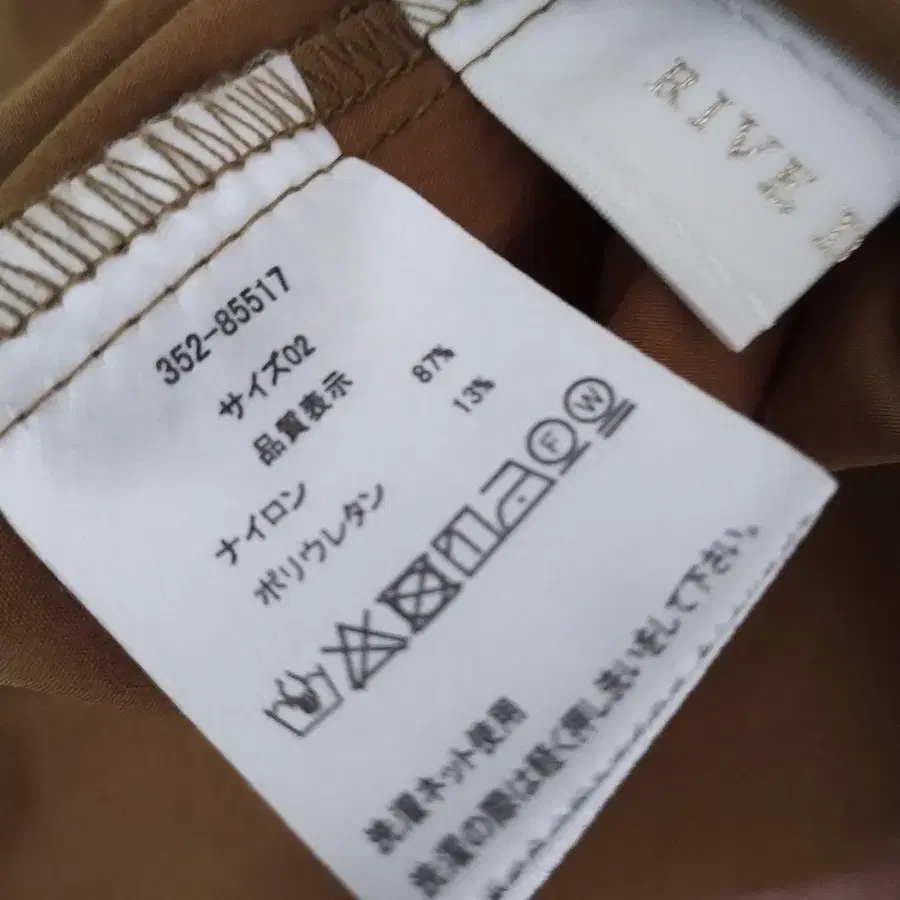 RIVE
352-85517
サイズ02
品質表示
ナイロン 87%
ポリウレタン 13%
F W
洗濯ネット使用
洗濯の際は軽く押し洗いをして下さい。